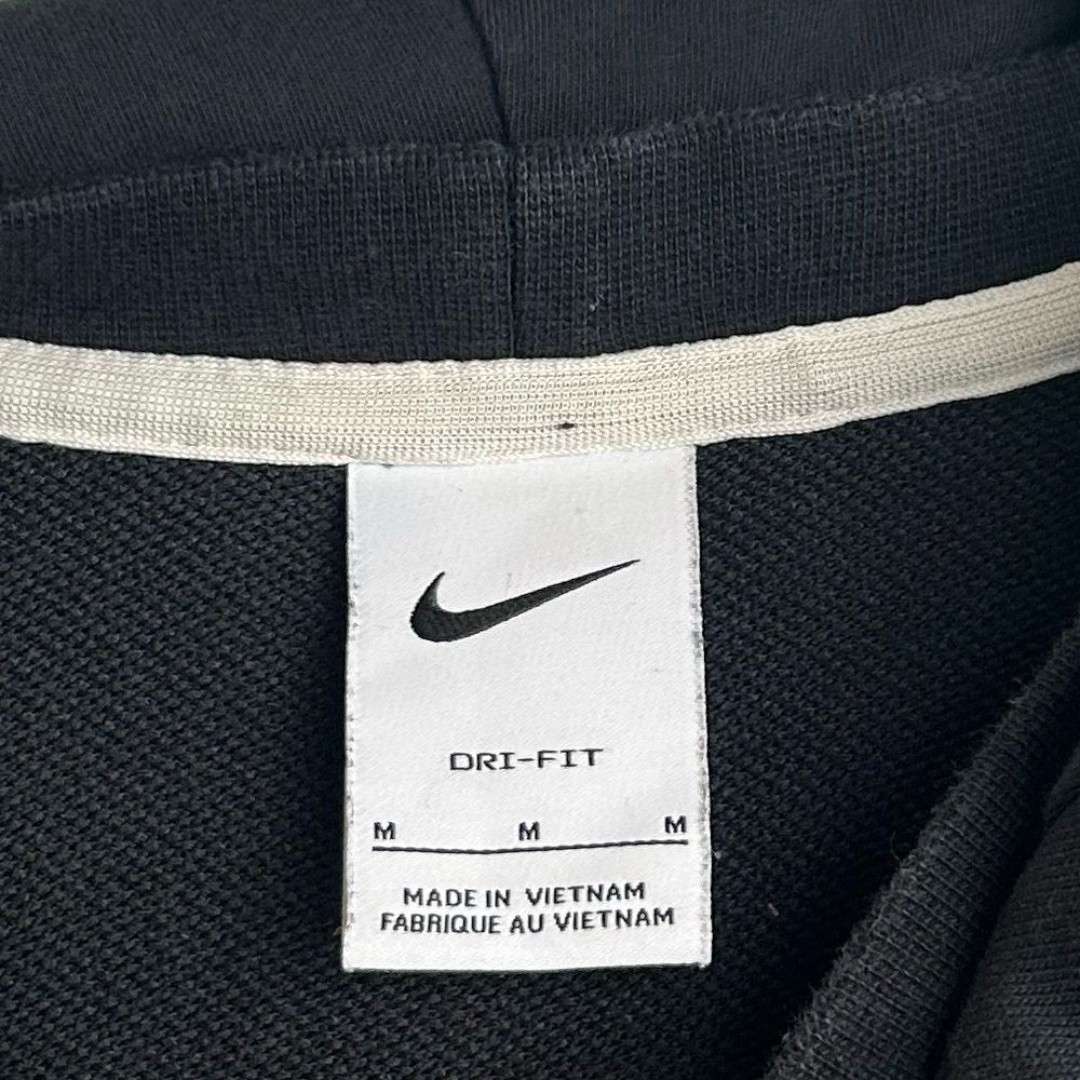 DRI-FIT
M M M
MADE IN VIETNAM
FABRIQUE AU VIETNAM